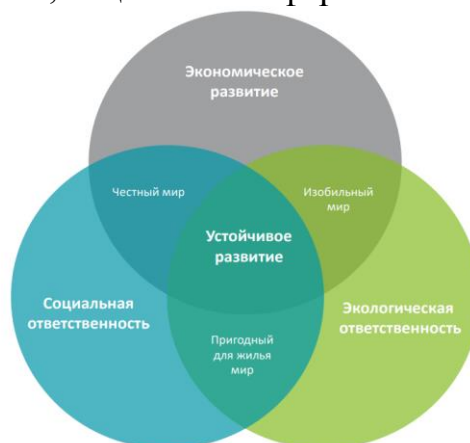 Экономическое
развитие
Честный мир
Изобильный
мир
Устойчивое
развитие
Социальная
ответственность
Экологическая
ответственность
Пригодный
для жилья
мир